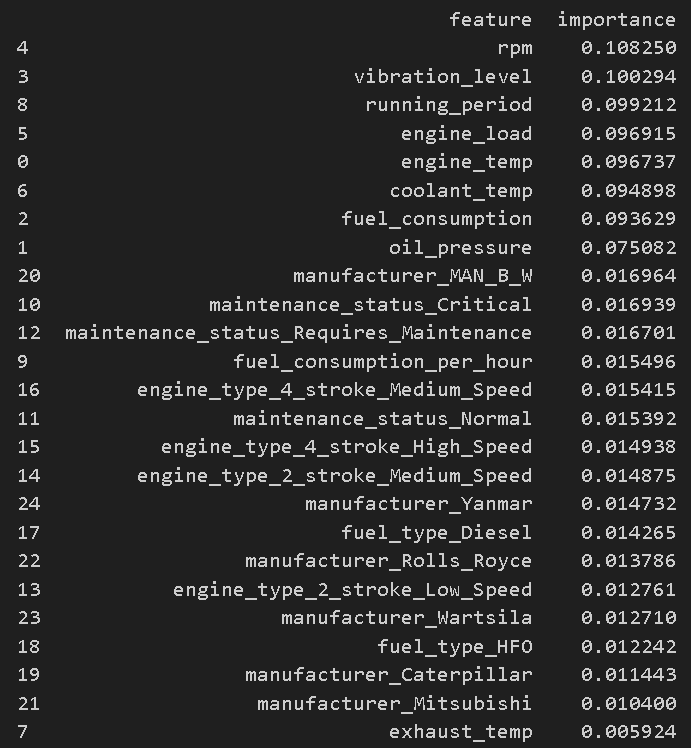 feature importance
4 rpm 0.108250
3 vibration_level 0.100294
8 running_period 0.099212
5 engine_load 0.096915
0 engine_temp 0.096737
6 coolant_temp 0.094898
2 fuel_consumption 0.093629
1 oil_pressure 0.075082
20 manufacturer_MAN_B_W 0.016964
10 maintenance_status_Critical 0.016939
12 maintenance_status_Requires_Maintenance 0.016701
9 fuel_consumption_per_hour 0.015496
16 engine_type_4_stroke_Medium_Speed 0.015415
11 maintenance_status_Normal 0.015392
15 engine_type_4_stroke_High_Speed 0.014938
14 engine_type_2_stroke_Medium_Speed 0.014875
24 manufacturer_Yanmar 0.014732
17 fuel_type_Diesel 0.014265
22 manufacturer_Rolls_Royce 0.013786
13 engine_type_2_stroke_Low_Speed 0.012761
23 manufacturer_Wartsila 0.012710
18 fuel_type_HFO 0.012242
19 manufacturer_Caterpillar 0.011443
21 manufacturer_Mitsubishi 0.010400
7 exhaust_temp 0.005924